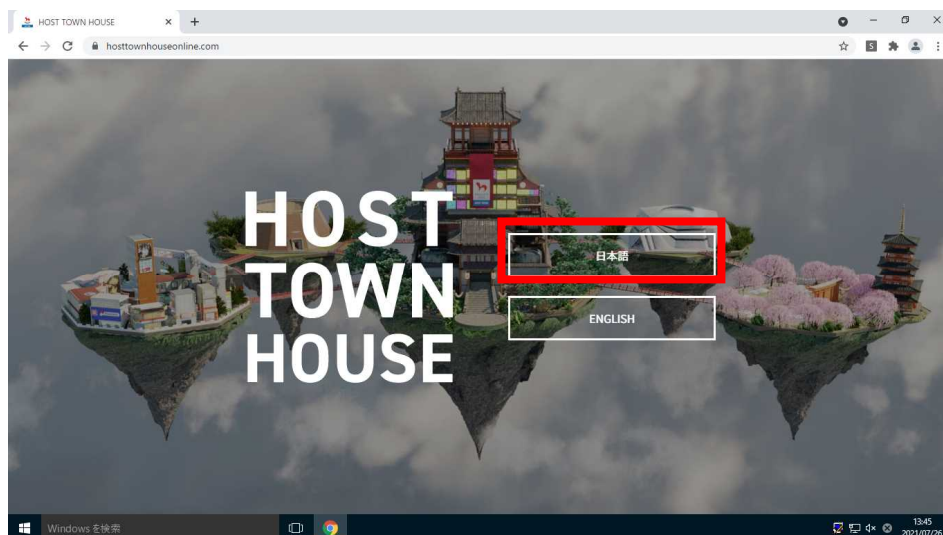 HOST TOWN HOUSE
hosttownhouseonline.com
HOST
TOWN
HOUSE
日本語
ENGLISH
Windows を検索
13:45
2021/07/26